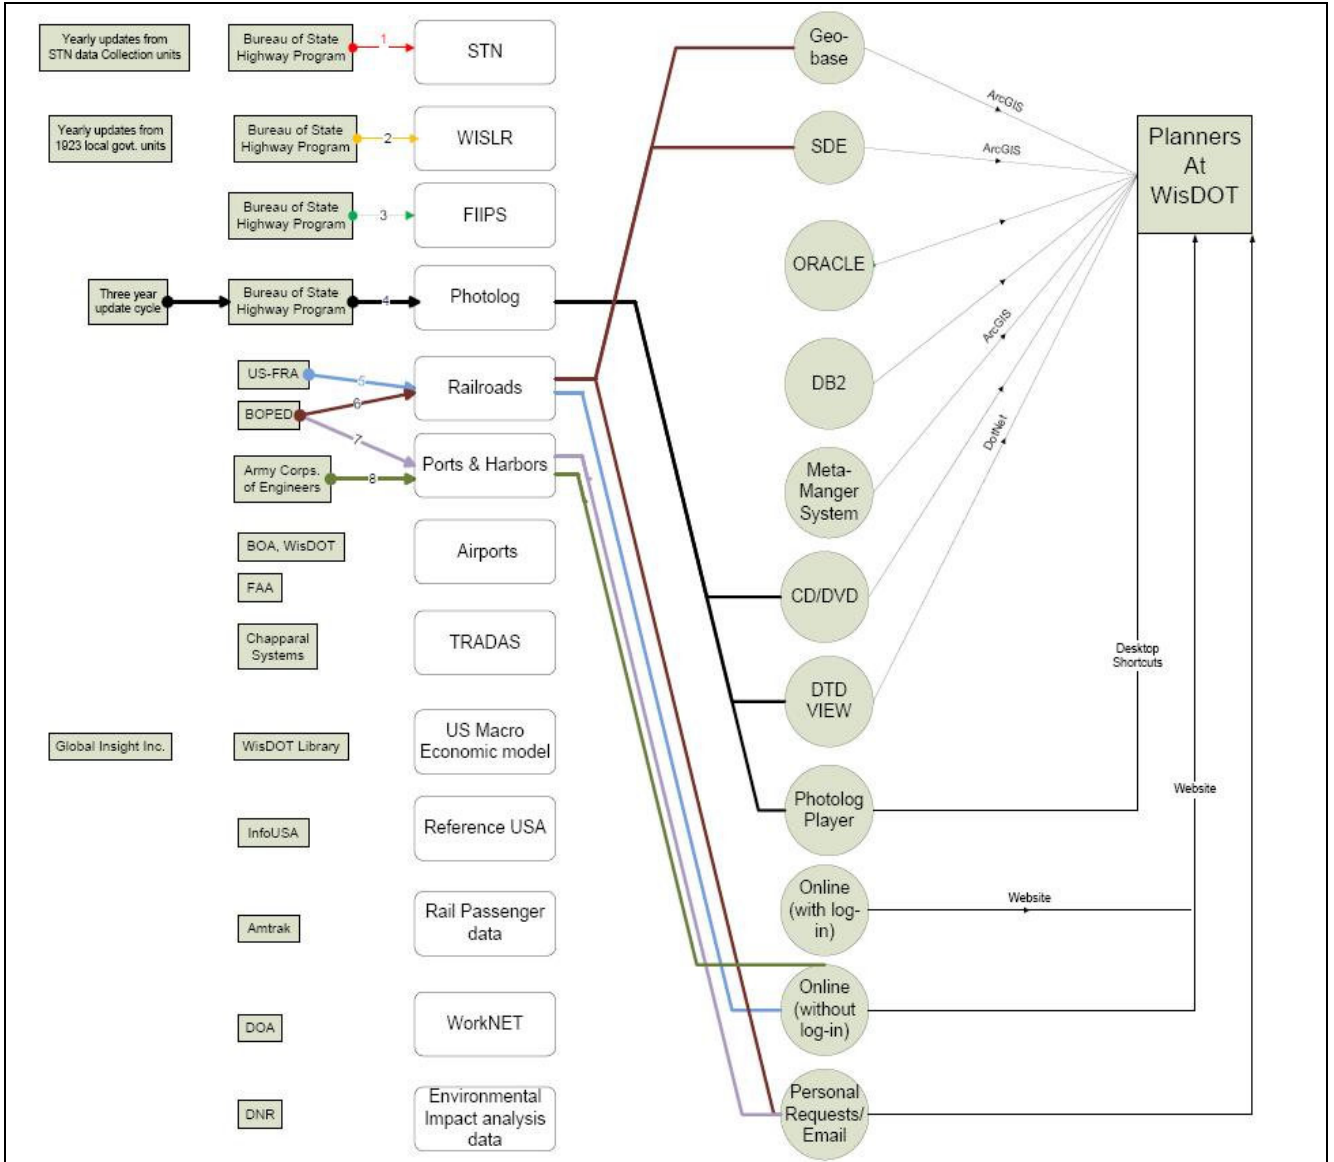 Yearly updates from
STN data Collection units
Bureau of State
Highway Program
1
STN
Yearly updates from
1923 local govt. units
Bureau of State
Highway Program
2
WISLR
Bureau of State
Highway Program
3
FIIPS
Three year
update cycle
Bureau of State
Highway Program
4
Photolog
US-FRA
5
BOPED
6
7
Railroads
Army Corps.
of Engineers
8
Ports & Harbors
BOA, WisDOT
FAA
Airports
Chapparal
Systems
TRADAS
Global Insight Inc.
WisDOT Library
US Macro
Economic model
InfoUSA
Reference USA
Amtrak
Rail Passenger
data
DOA
WorkNET
DNR
Environmental
Impact analysis
data
Geo-
base
SDE
ORACLE
DB2
Meta-
Manger
System
CD/DVD
DTD
VIEW
Photolog
Player
Online
(with log-
in)
Online
(without
log-in)
Personal
Requests/
Email
ArcGIS
ArcGIS
ArcGIS
DotNet
Desktop
Shortcuts
Website
Website
Planners
At
WisDOT